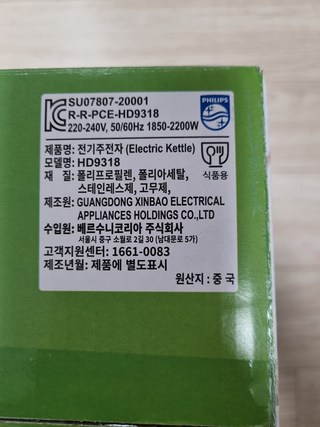 SU07807-20001
R-R-PCE-HD9318
220-240V, 50/60Hz 1850-2200W
PHILIPS
제품명: 전기주전자 (Electric Kettle)
모델명: HD9318
재 질: 폴리프로필렌, 폴리아세탈,
스테인레스제, 고무제,
식품용
제조원: GUANGDONG XINBAO ELECTRICAL
APPLIANCES HOLDINGS CO.,LTD
수입원: 베르수니코리아 주식회사
서울시 중구 소월로 2길 30 (남대문로 5가)
고객지원센터: 1661-0083
제조년월: 제품에 별도표시
원산지 : 중 국